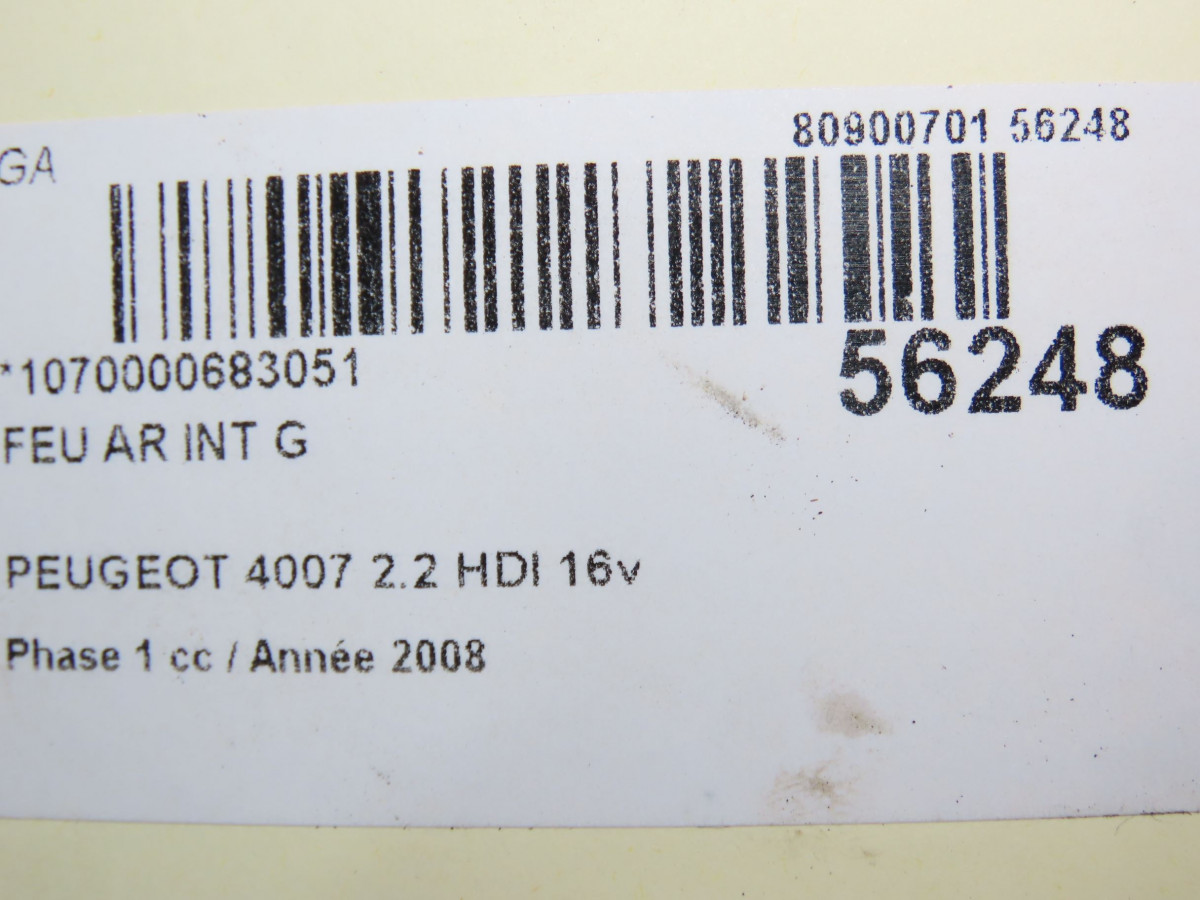 80900701 56248
GA
*1070000683051
56248
FEU AR INT G
PEUGEOT 4007 2.2 HDI 16v
Phase 1 cc / Année 2008